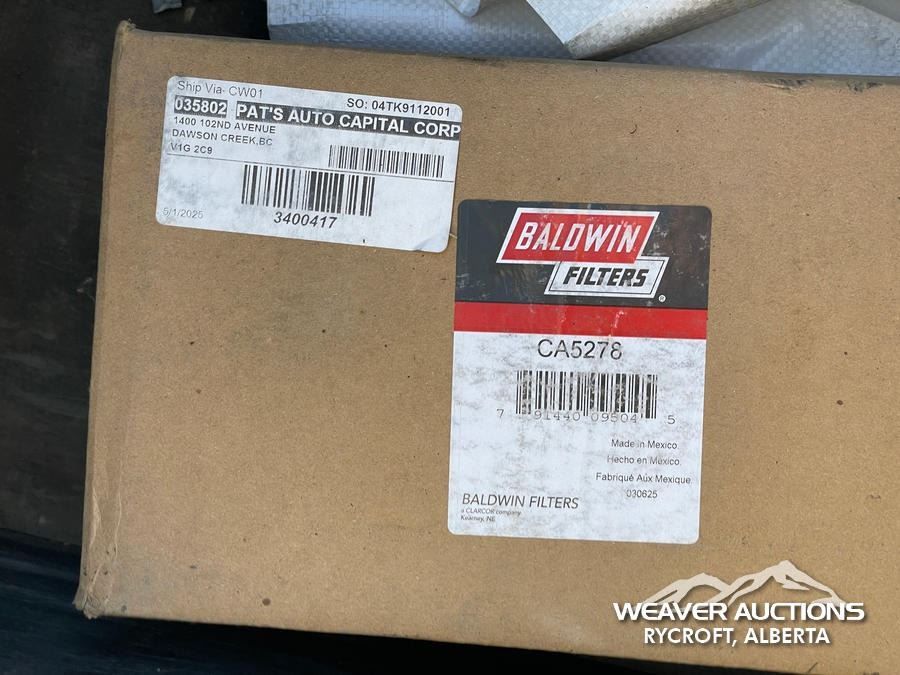 Ship Via- CW01
SO: 04TK9112001
035802 PAT'S AUTO CAPITAL CORP
1400 102ND AVENUE
DAWSON CREEK,BC
V1G 2C9
5/1/2025
3400417
BALDWIN
FILTERS
®
CA5278
7 91440 09504 5
Made in Mexico.
Hecho en Mexico.
Fabriqué Aux Mexique.
030625
BALDWIN FILTERS
a CLARCOR company
Kearney, NE
WEAVER AUCTIONS
RYCROFT, ALBERTA